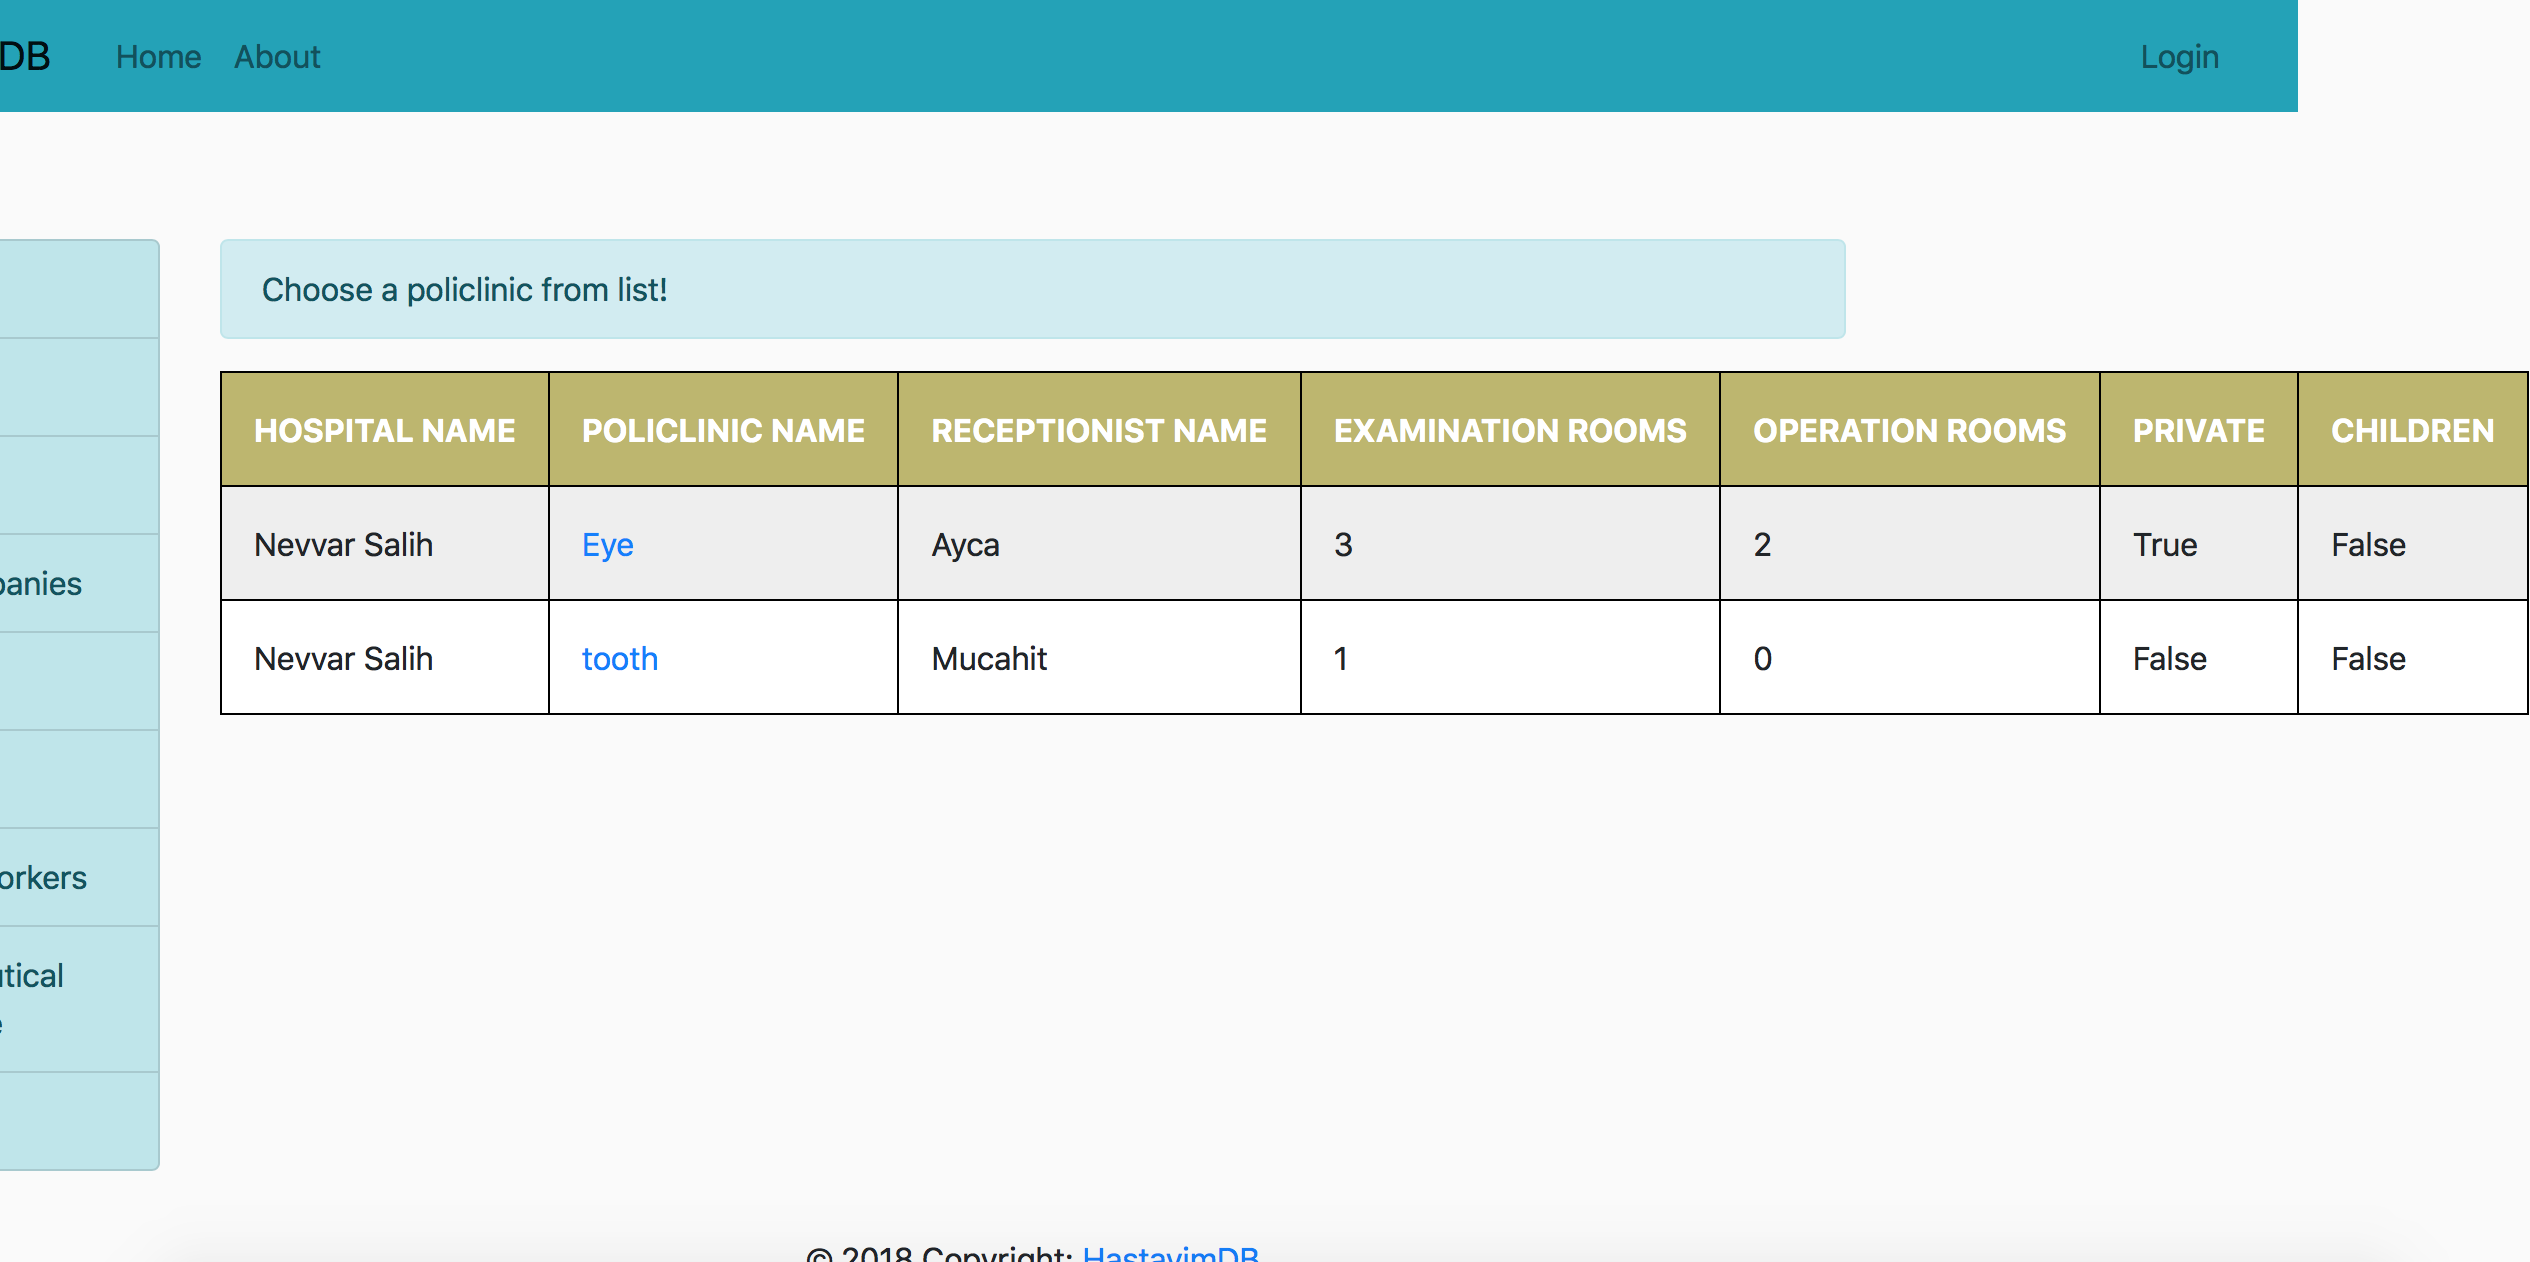 DB Home About Login
Choose a policlinic from list!
HOSPITAL NAME POLICLINIC NAME RECEPTIONIST NAME EXAMINATION ROOMS OPERATION ROOMS PRIVATE CHILDREN
Nevvar Salih Eye Ayca 3 2 True False
Nevvar Salih tooth Mucahit 1 0 False False
panies
orkers
tical
e
© 2018 Copyright: HastavimDB